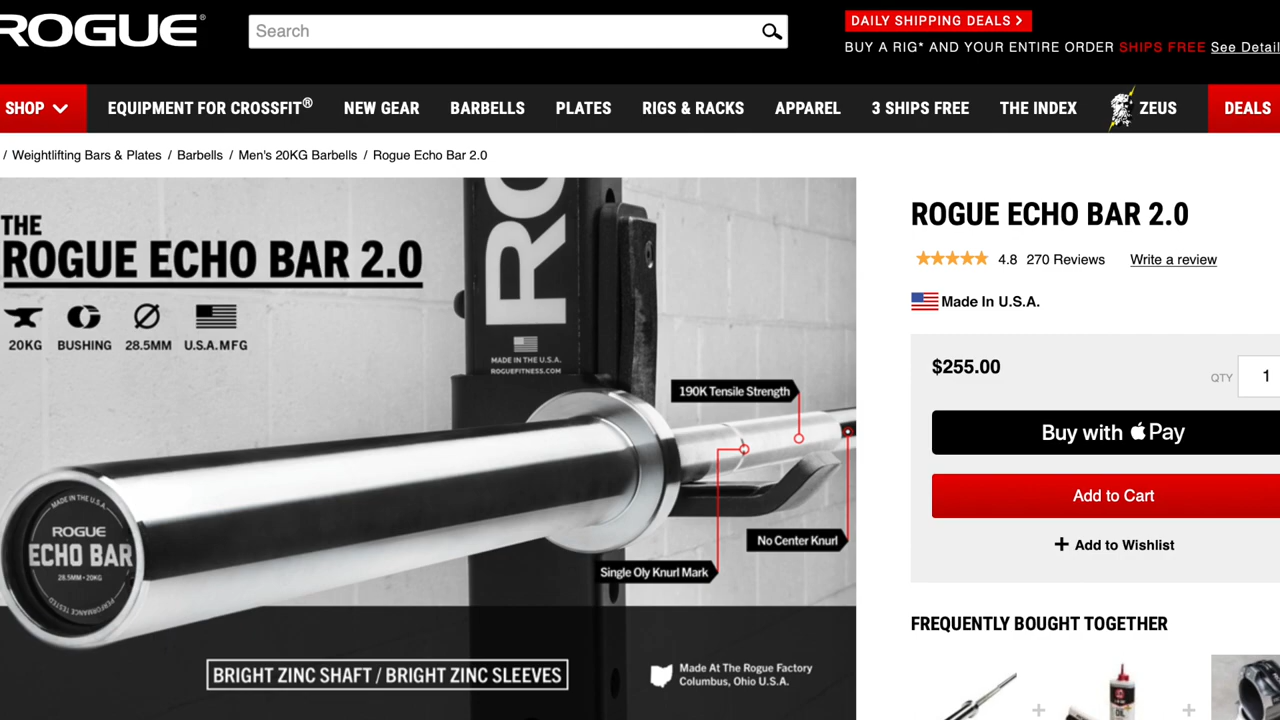 ROGUE®
Search
DAILY SHIPPING DEALS >
BUY A RIG* AND YOUR ENTIRE ORDER SHIPS FREE See Detai
SHOP
EQUIPMENT FOR CROSSFIT®
NEW GEAR
BARBELLS
PLATES
RIGS & RACKS
APPAREL
3 SHIPS FREE
THE INDEX
ZEUS
DEALS
/ Weightlifting Bars & Plates / Barbells / Men's 20KG Barbells / Rogue Echo Bar 2.0
THE
ROGUE ECHO BAR 2.0
20KG
BUSHING
28.5MM
U.S.A. MFG
RO
MADE IN THE U.S.A.
ROGUEFITNESS.COM
190K Tensile Strength
No Center Knurl
Single Oly Knurl Mark
MADE IN THE U.S.A
ROGUE
ECHO BAR
28.5MM • 20KG
PERFORMANCE TESTED
BRIGHT ZINC SHAFT / BRIGHT ZINC SLEEVES
Made At The Rogue Factory
Columbus, Ohio U.S.A.
ROGUE ECHO BAR 2.0
4.8 270 Reviews Write a review
Made In U.S.A.
$255.00
QTY 1
Buy with Pay
Add to Cart
+ Add to Wishlist
FREQUENTLY BOUGHT TOGETHER
+ +